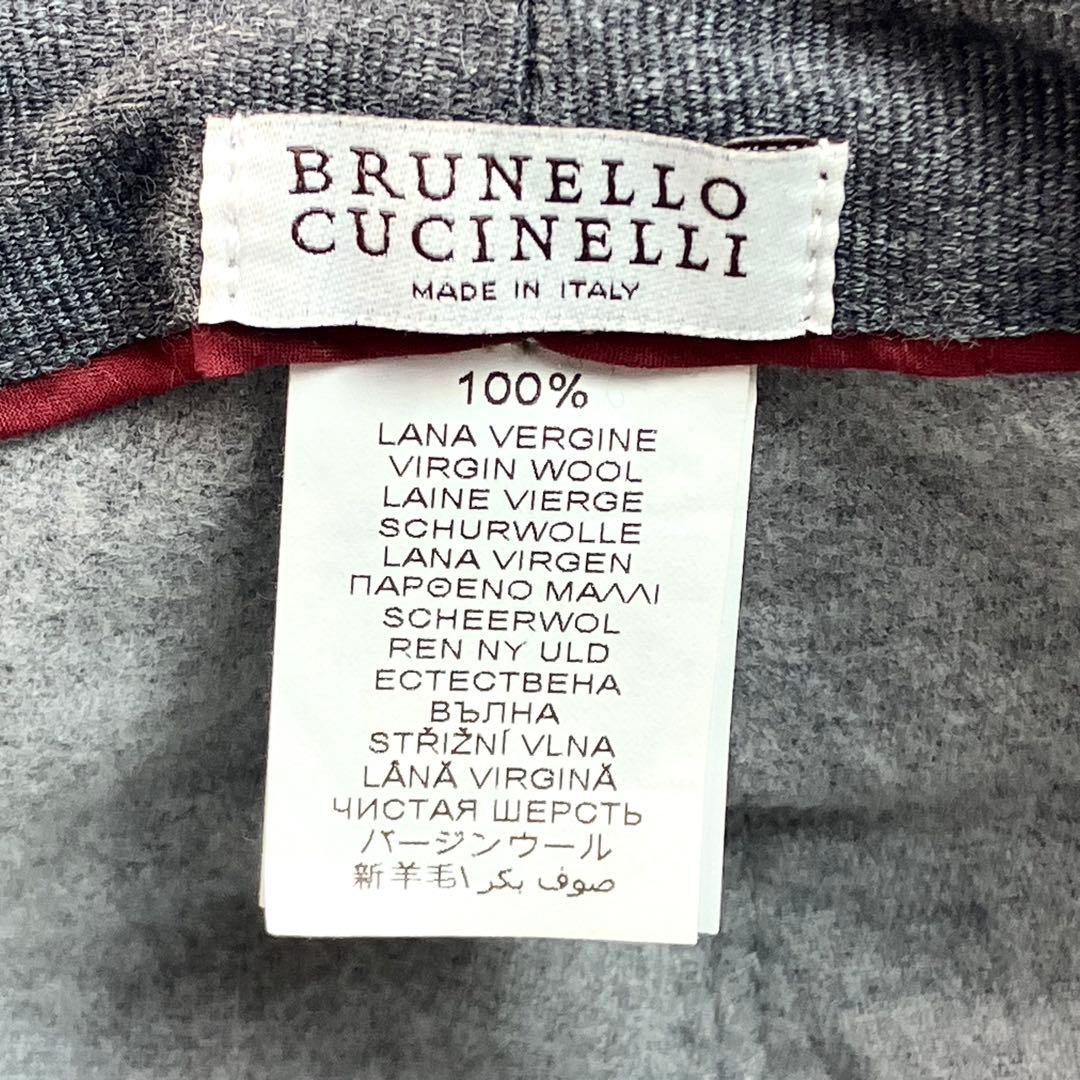 BRUNELLO
CUCINELLI
MADE IN ITALY
100%
LANA VERGINE
VIRGIN WOOL
LAINE VIERGE
SCHURWOLLE
LANA VIRGEN
ΠΑΡΘΕΝΟ ΜΑΛΛΙ
SCHEERWOL
REN NY ULD
ЕСТЕСТВЕНА
ВЪЛНА
STŘIŽNÍ VLNA
LÂNĂ VIRGINĂ
ЧИСТАЯ ШЕРСТЬ
バージンウール
新羊毛\ صوف بكر